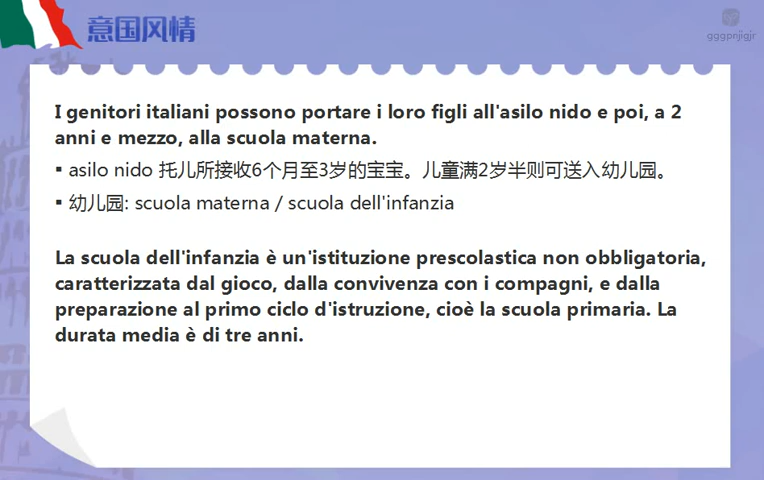 意国风情
gggpnjigjr
I genitori italiani possono portare i loro figli all'asilo nido e poi, a 2
anni e mezzo, alla scuola materna.
▪ asilo nido 托儿所接收6个月至3岁的宝宝。儿童满2岁半则可送入幼儿园。
▪ 幼儿园: scuola materna / scuola dell'infanzia
La scuola dell'infanzia è un'istituzione prescolastica non obbligatoria,
caratterizzata dal gioco, dalla convivenza con i compagni, e dalla
preparazione al primo ciclo d'istruzione, cioè la scuola primaria. La
durata media è di tre anni.